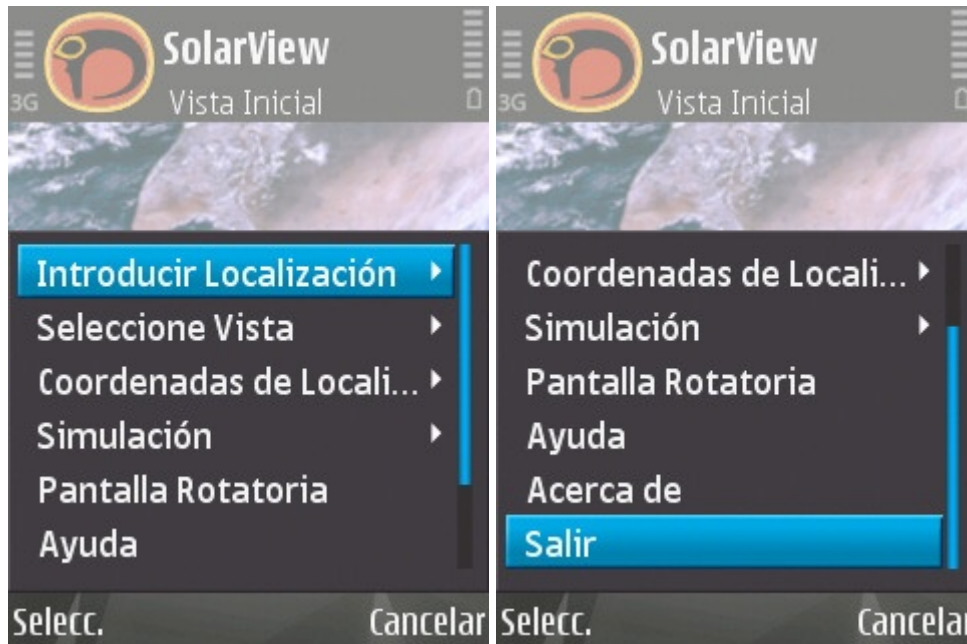 SolarView
Vista Inicial
3G
Introducir Localización
Seleccione Vista
Coordenadas de Locali...
Simulación
Pantalla Rotatoria
Ayuda
Selecc.
Cancelar
SolarView
Vista Inicial
3G
Coordenadas de Locali...
Simulación
Pantalla Rotatoria
Ayuda
Acerca de
Salir
Selecc.
Cancelar